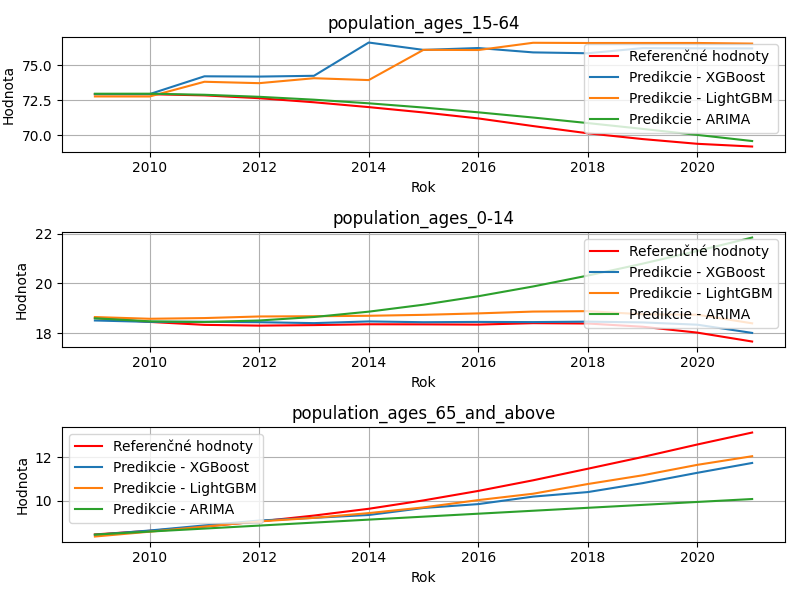 population_ages_15-64
Hodnota
75.0
72.5
70.0
Referenčné hodnoty
Predikcie - XGBoost
Predikcie - LightGBM
Predikcie - ARIMA
2010 2012 2014 2016 2018 2020
Rok
population_ages_0-14
Hodnota
22
20
18
Referenčné hodnoty
Predikcie - XGBoost
Predikcie - LightGBM
Predikcie - ARIMA
2010 2012 2014 2016 2018 2020
Rok
population_ages_65_and_above
Hodnota
12
10
Referenčné hodnoty
Predikcie - XGBoost
Predikcie - LightGBM
Predikcie - ARIMA
2010 2012 2014 2016 2018 2020
Rok